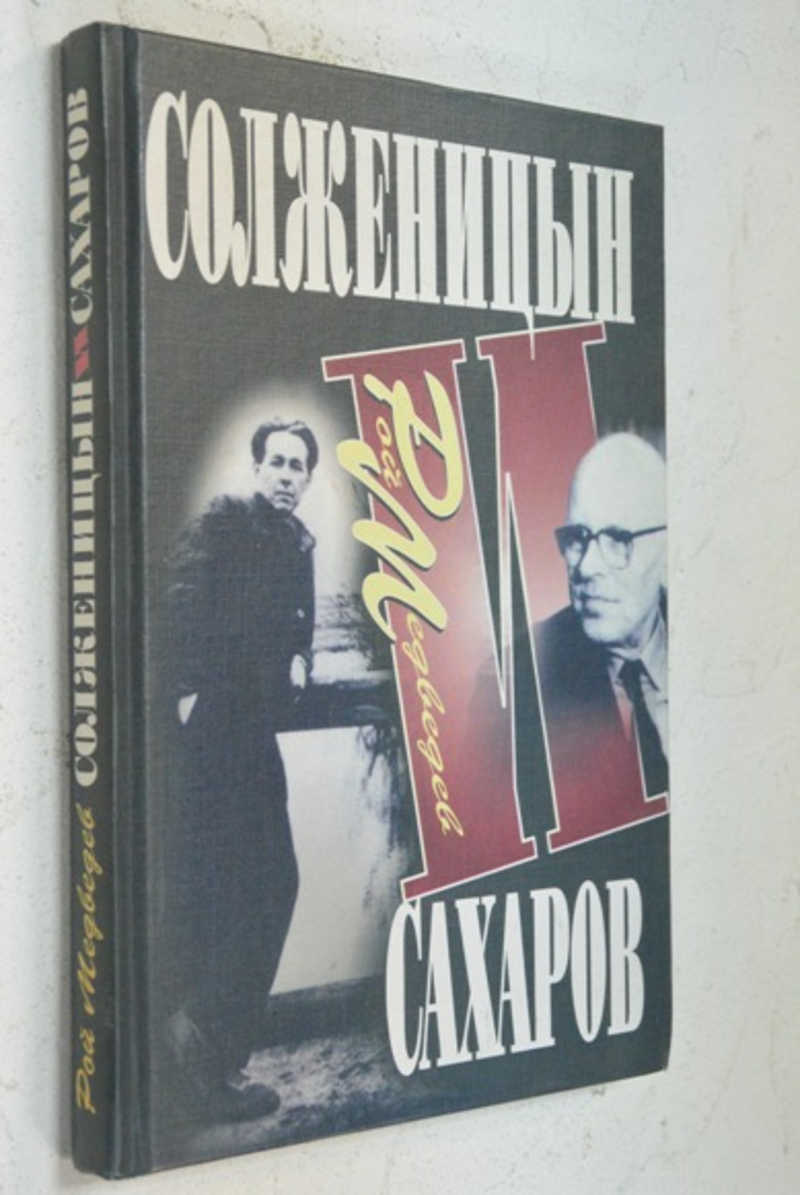 СОЛЖЕНИЦЫН
И
Рой
Медведев
САХАРОВ
Рой Медведев СОЛЖЕНИЦЫН И САХАРОВ